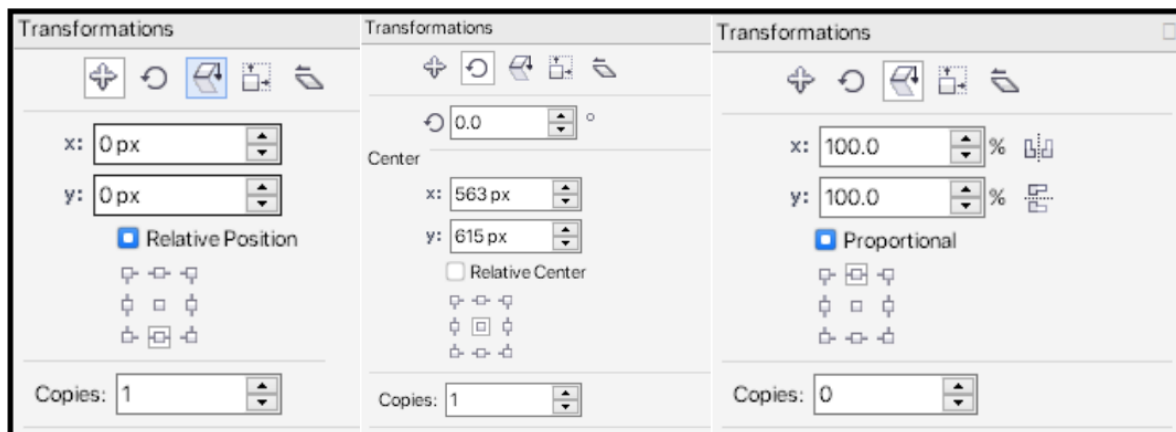 Transformations
x: 0 px
y: 0 px
Relative Position
Copies: 1
Transformations
0.0 °
Center
x: 563 px
y: 615 px
Relative Center
Copies: 1
Transformations
x: 100.0 %
y: 100.0 %
Proportional
Copies: 0